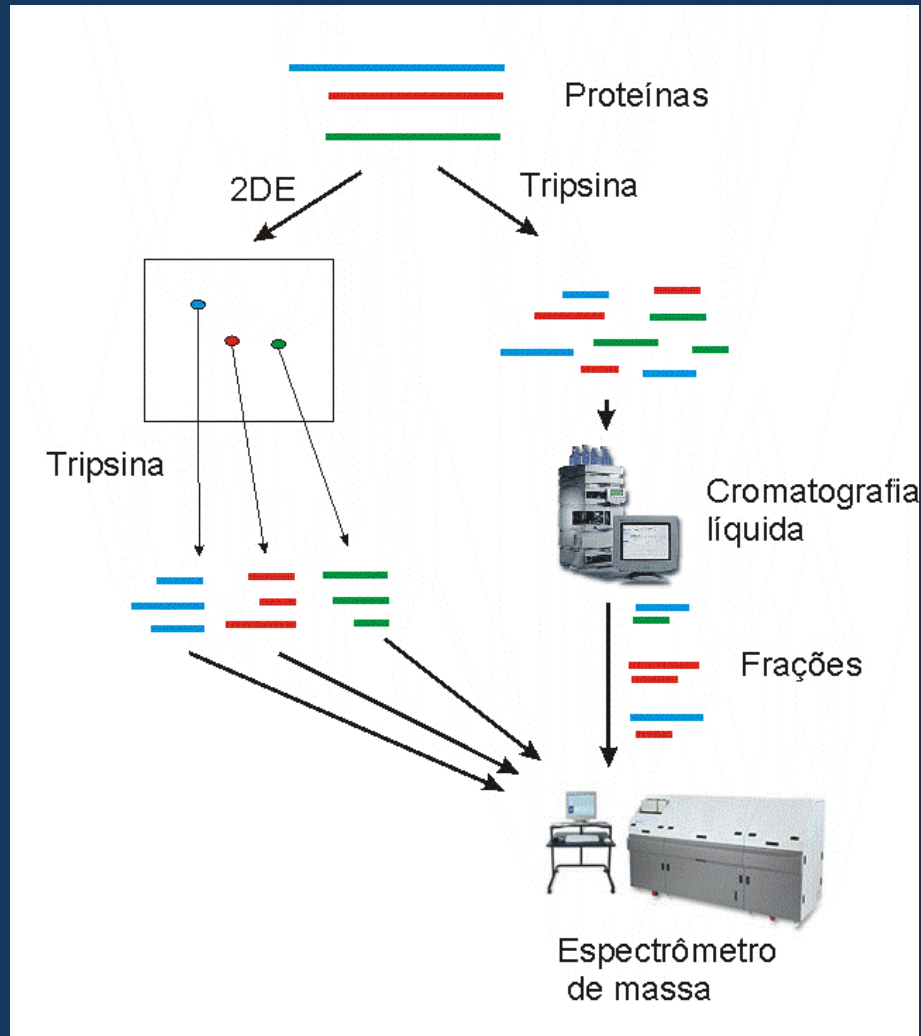 Proteínas
2DE
Tripsina
Tripsina
Cromatografia
líquida
Frações
Espectrômetro
de massa